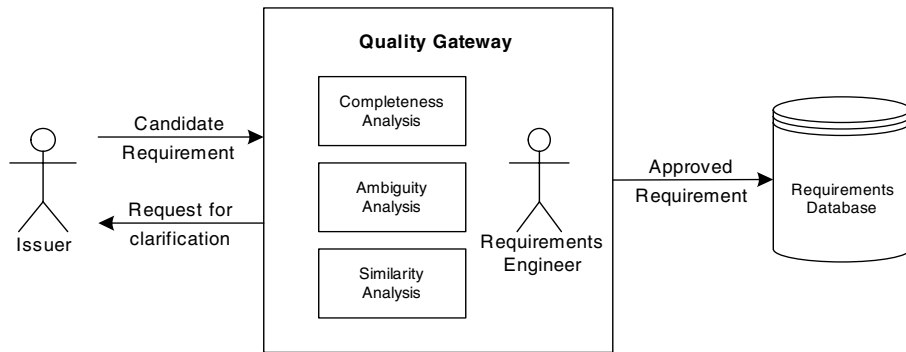 Quality Gateway
Completeness
Analysis
Candidate
Requirement
Approved
Requirement
Ambiguity
Analysis
Requirements
Database
Request for
clarification
Issuer
Requirements
Engineer
Similarity
Analysis